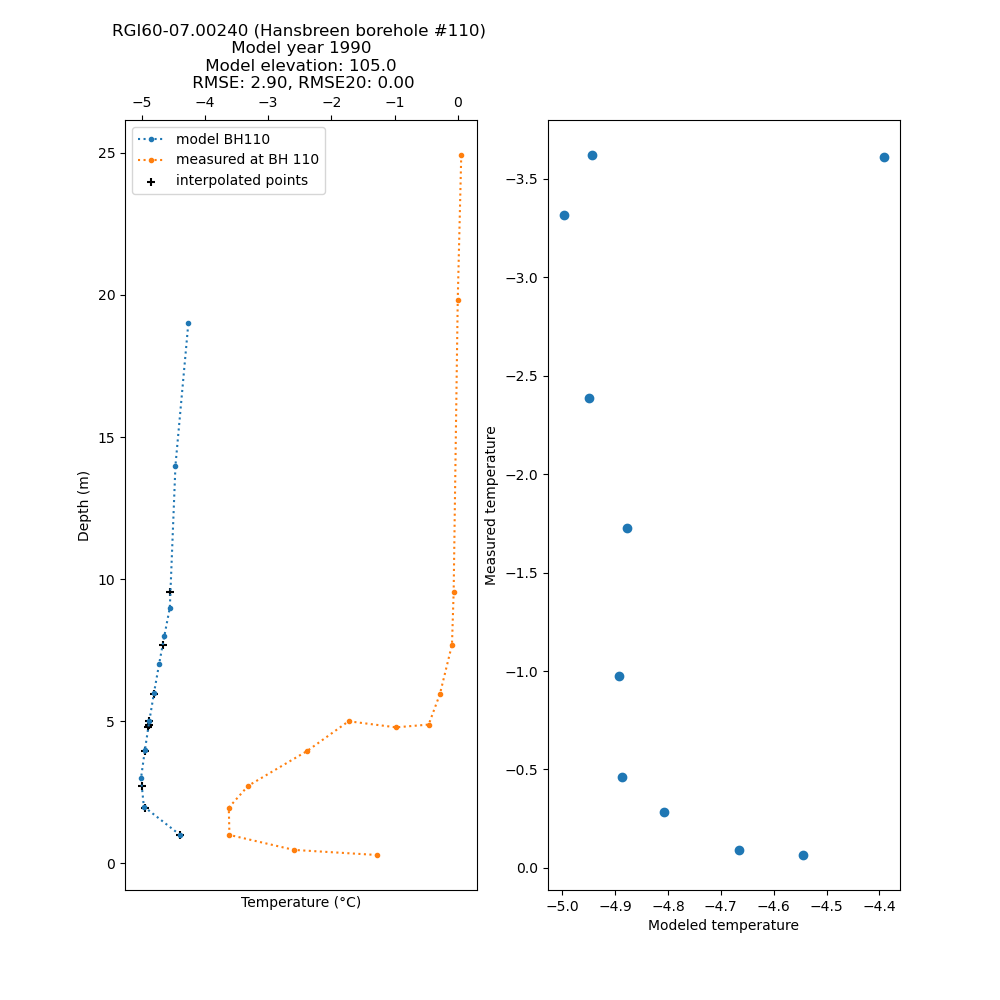 RGI60-07.00240 (Hansbreen borehole #110)
Model year 1990
Model elevation: 105.0
RMSE: 2.90, RMSE20: 0.00
−5 −4 −3 −2 −1 0
model BH110
measured at BH 110
interpolated points
25
20
15
10
5
0
Depth (m)
Temperature (°C)
−3.5
−3.0
−2.5
−2.0
−1.5
−1.0
−0.5
0.0
Measured temperature
−5.0 −4.9 −4.8 −4.7 −4.6 −4.5 −4.4
Modeled temperature